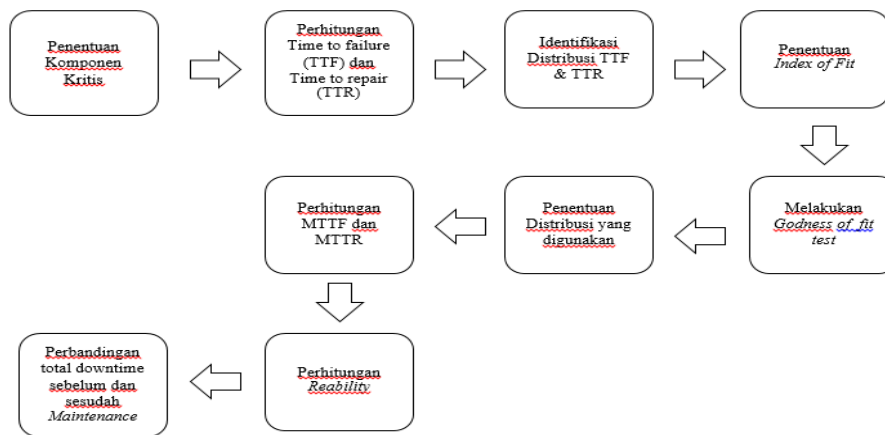 Penentuan
Komponen
Kritis
Perhitungan
Time to failure
(TTF) dan
Time to repair
(TTR)
Identifikasi
Distribusi TTF
& TTR
Penentuan
Index of Fit
Melakukan
Godness of fit
test
Penentuan
Distribusi yang
digunakan
Perhitungan
MTTF dan
MTTR
Perhitungan
Reability
Perbandingan
total downtime
sebelum dan
sesudah
Maintenance